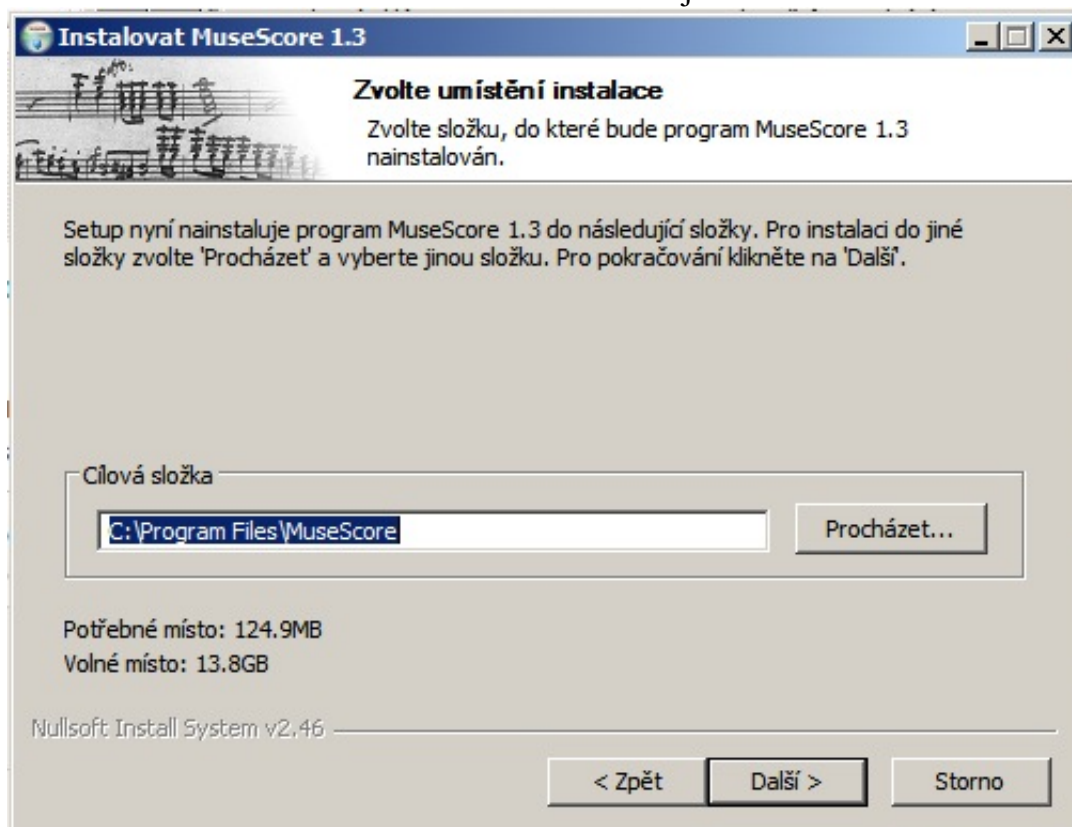 Instalovat MuseScore 1.3
Zvolte umístění instalace
Zvolte složku, do které bude program MuseScore 1.3
nainstalován.
Setup nyní nainstaluje program MuseScore 1.3 do následující složky. Pro instalaci do jiné
složky zvolte 'Procházet' a vyberte jinou složku. Pro pokračování klikněte na 'Další'.
Cílová složka
C:\Program Files\MuseScore
Procházet...
Potřebné místo: 124.9MB
Volné místo: 13.8GB
Nullsoft Install System v2.46
< Zpět
Další >
Storno